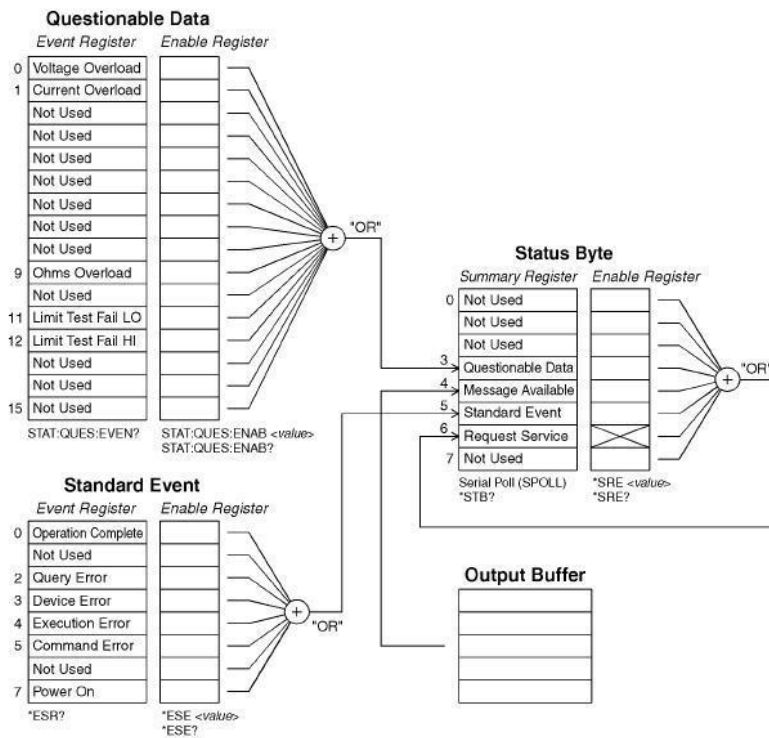 Questionable Data
Event Register Enable Register
0 Voltage Overload
1 Current Overload
Not Used
Not Used
Not Used
Not Used
Not Used
Not Used
Not Used
9 Ohms Overload
Not Used
11 Limit Test Fail LO
12 Limit Test Fail HI
Not Used
Not Used
15 Not Used
STAT:QUES:EVEN? STAT:QUES:ENAB <value>
STAT:QUES:ENAB?
+
"OR"
Standard Event
Event Register Enable Register
0 Operation Complete
Not Used
2 Query Error
3 Device Error
4 Execution Error
5 Command Error
Not Used
7 Power On
*ESR? *ESE <value>
*ESE?
+
"OR"
Status Byte
Summary Register Enable Register
0 Not Used
Not Used
Not Used
3 Questionable Data
4 Message Available
5 Standard Event
6 Request Service
7 Not Used
Serial Poll (SPOLL) *SRE <value>
*STB? *SRE?
+
"OR"
Output Buffer